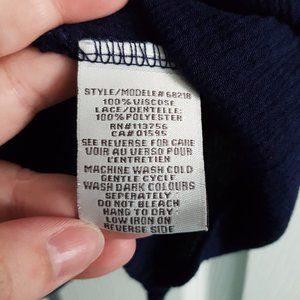 STYLE/MODELE# 68218
100% VISCOSE
LACE/DENTELLE:
100% POLYESTER
RN#113756
CA#01595
SEE REVERSE FOR CARE
VOIR AU VERSO POUR
L'ENTRETIEN
MACHINE WASH COLD
GENTLE CYCLE
WASH DARK COLOURS
SEPERATELY
DO NOT BLEACH
HANG TO DRY
LOW IRON ON
REVERSE SIDE